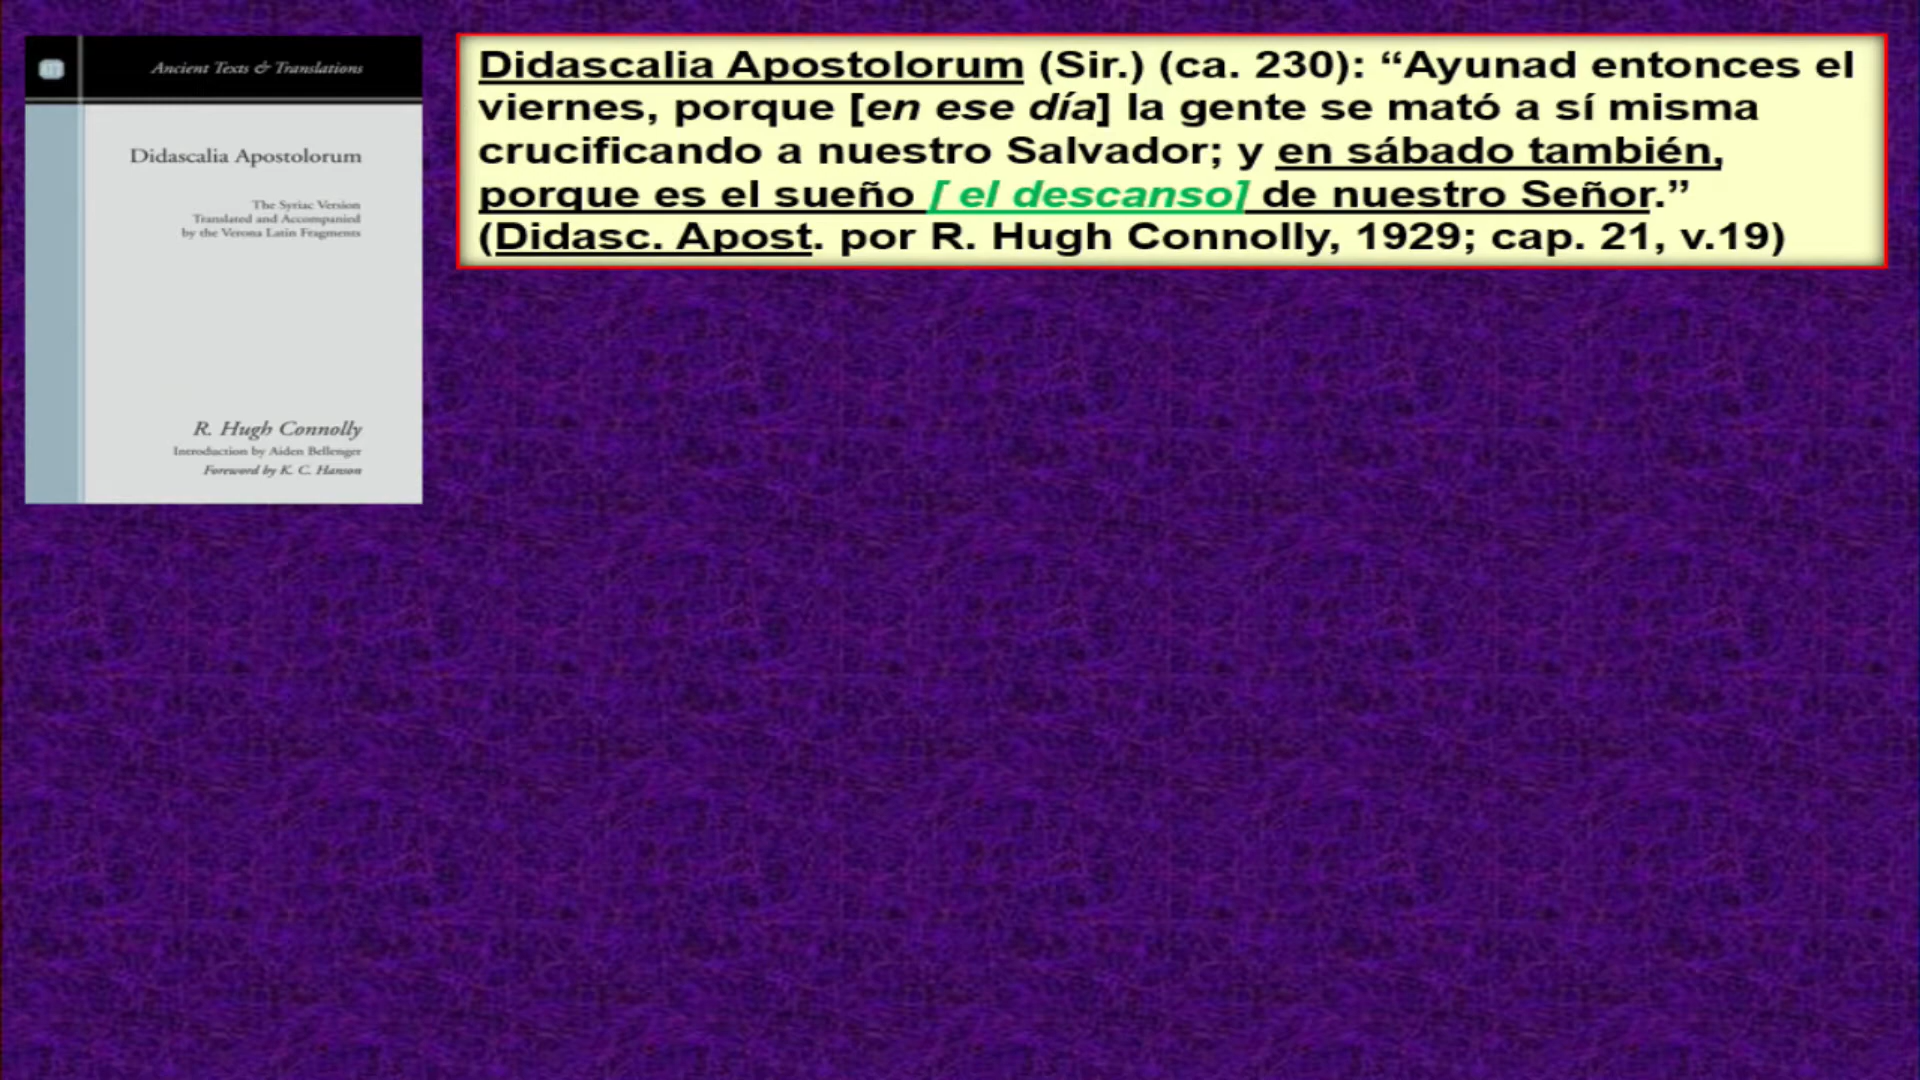 Ancient Texts & Translations
Didascalia Apostolorum
The Syriac Version
Translated and Accompanied
by the Verona Latin Fragments
R. Hugh Connolly
Introduction by Aiden Bellenger
Foreword by K. C. Hanson
Didascalia Apostolorum (Sir.) (ca. 230): “Ayunad entonces el
viernes, porque [en ese día] la gente se mató a sí misma
crucificando a nuestro Salvador; y en sábado también,
porque es el sueño [ el descanso] de nuestro Señor.”
(Didasc. Apost. por R. Hugh Connolly, 1929; cap. 21, v.19)